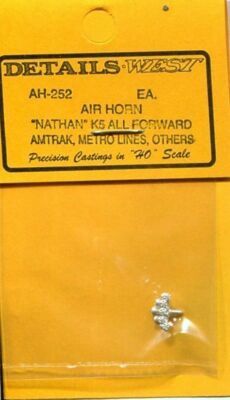 DETAILS WEST
AH-252 EA.
AIR HORN
"NATHAN" K5 ALL FORWARD
AMTRAK, METRO LINES, OTHERS
Precision Castings in "HO" Scale